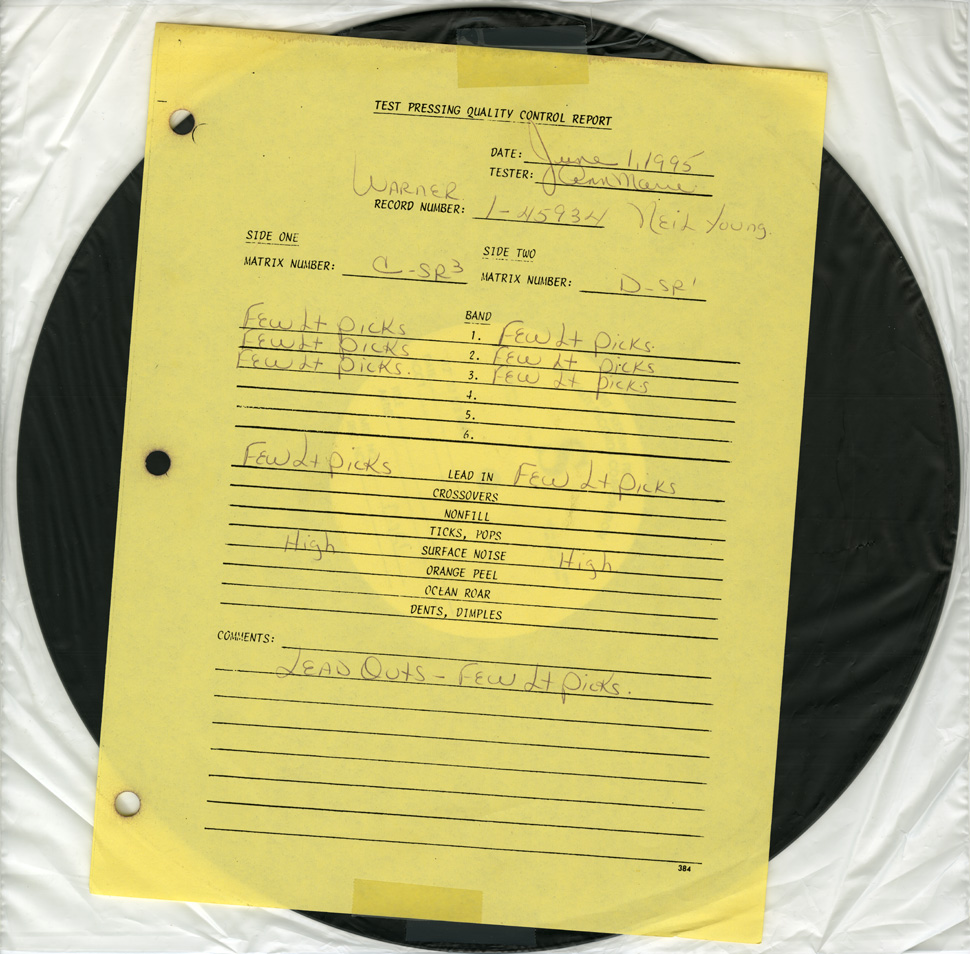 TEST PRESSING QUALITY CONTROL REPORT
DATE: June 1, 1995
TESTER: JeanMarie
WARNER
RECORD NUMBER: 1-45934 Neil Young.
SIDE ONE SIDE TWO
MATRIX NUMBER: C-SR3 MATRIX NUMBER: D-SR1
BAND
Few Lt Picks 1. Few Lt picks.
Few Lt Picks 2. Few Lt picks
Few Lt Picks. 3. Few Lt picks
4.
5.
6.
Few Lt picks LEAD IN Few Lt picks
CROSSOVERS
NONFILL
TICKS, POPS
High SURFACE NOISE High
ORANGE PEEL
OCEAN ROAR
DENTS, DIMPLES
COMMENTS:
LEAD OUTS - FEW Lt picks.
384